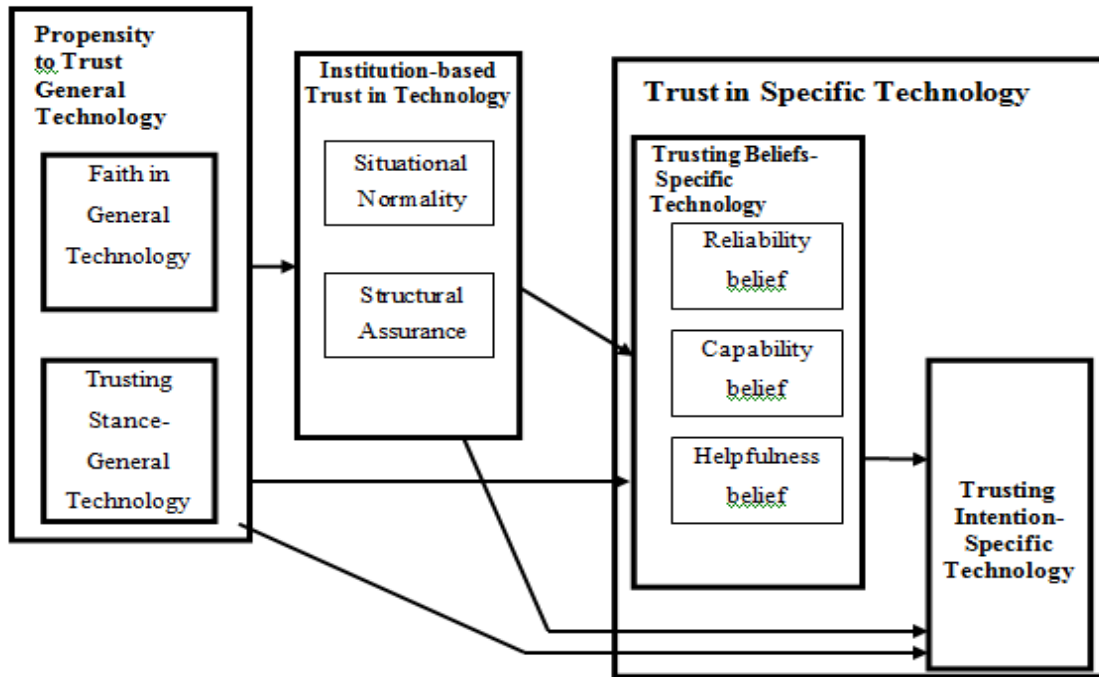 Propensity
to Trust
General
Technology
Faith in
General
Technology
Trusting
Stance-
General
Technology
Institution-based
Trust in Technology
Situational
Normality
Structural
Assurance
Trust in Specific Technology
Trusting Beliefs-
Specific
Technology
Reliability
belief
Capability
belief
Helpfulness
belief
Trusting
Intention-
Specific
Technology